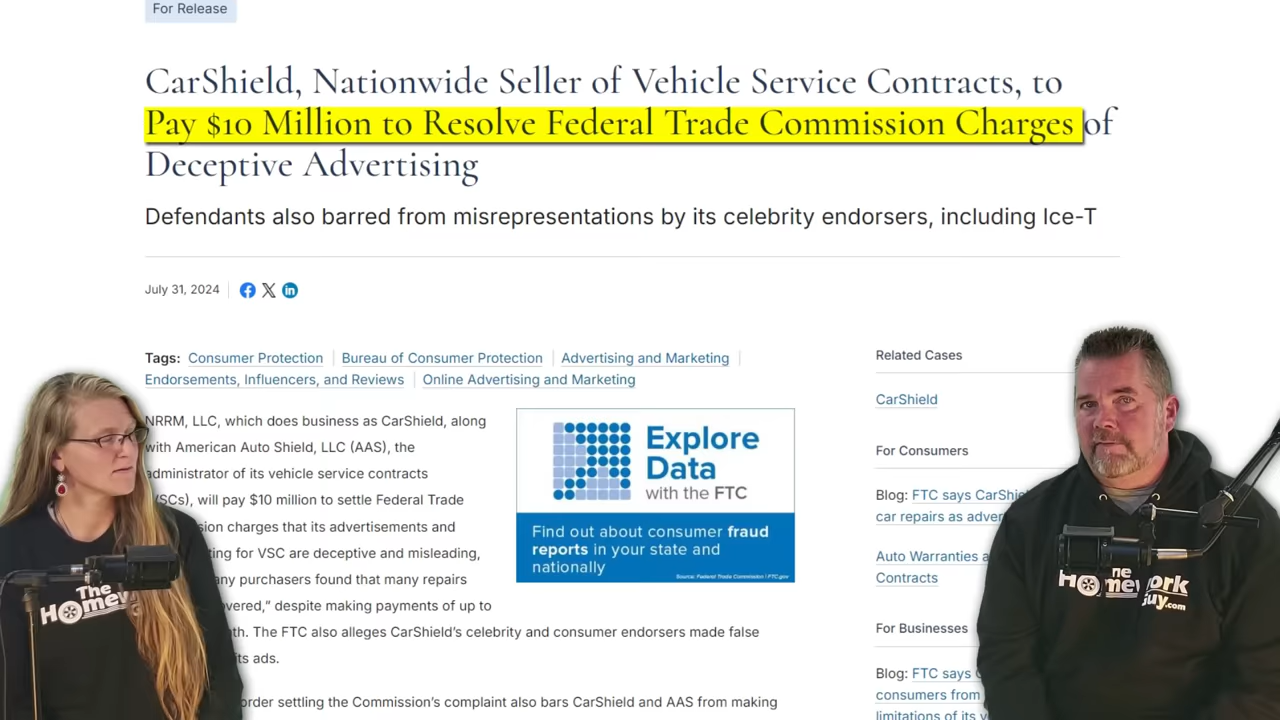 For Release
CarShield, Nationwide Seller of Vehicle Service Contracts, to
Pay $10 Million to Resolve Federal Trade Commission Charges of
Deceptive Advertising
Defendants also barred from misrepresentations by its celebrity endorsers, including Ice-T
July 31, 2024
Tags: Consumer Protection Bureau of Consumer Protection Advertising and Marketing
Endorsements, Influencers, and Reviews Online Advertising and Marketing
NRRM, LLC, which does business as CarShield, along
with American Auto Shield, LLC (AAS), the
administrator of its vehicle service contracts
will pay $10 million to settle Federal Trade
charges that its advertisements and
for VSC are deceptive and misleading,
purchasers found that many repairs
despite making payments of up to
The FTC also alleges CarShield's celebrity and consumer endorsers made false
ads.
order settling the Commission's complaint also bars CarShield and AAS from making
Explore
Data
with the FTC
Find out about consumer fraud
reports in your state and
nationally
Source: Federal Trade Commission | FTC.gov
Related Cases
CarShield
For Consumers
Blog: FTC says
car repairs as
Auto Warranties
Contracts
For Businesses
Blog: FTC says
consumers from
limitations of its
The
Guy.com